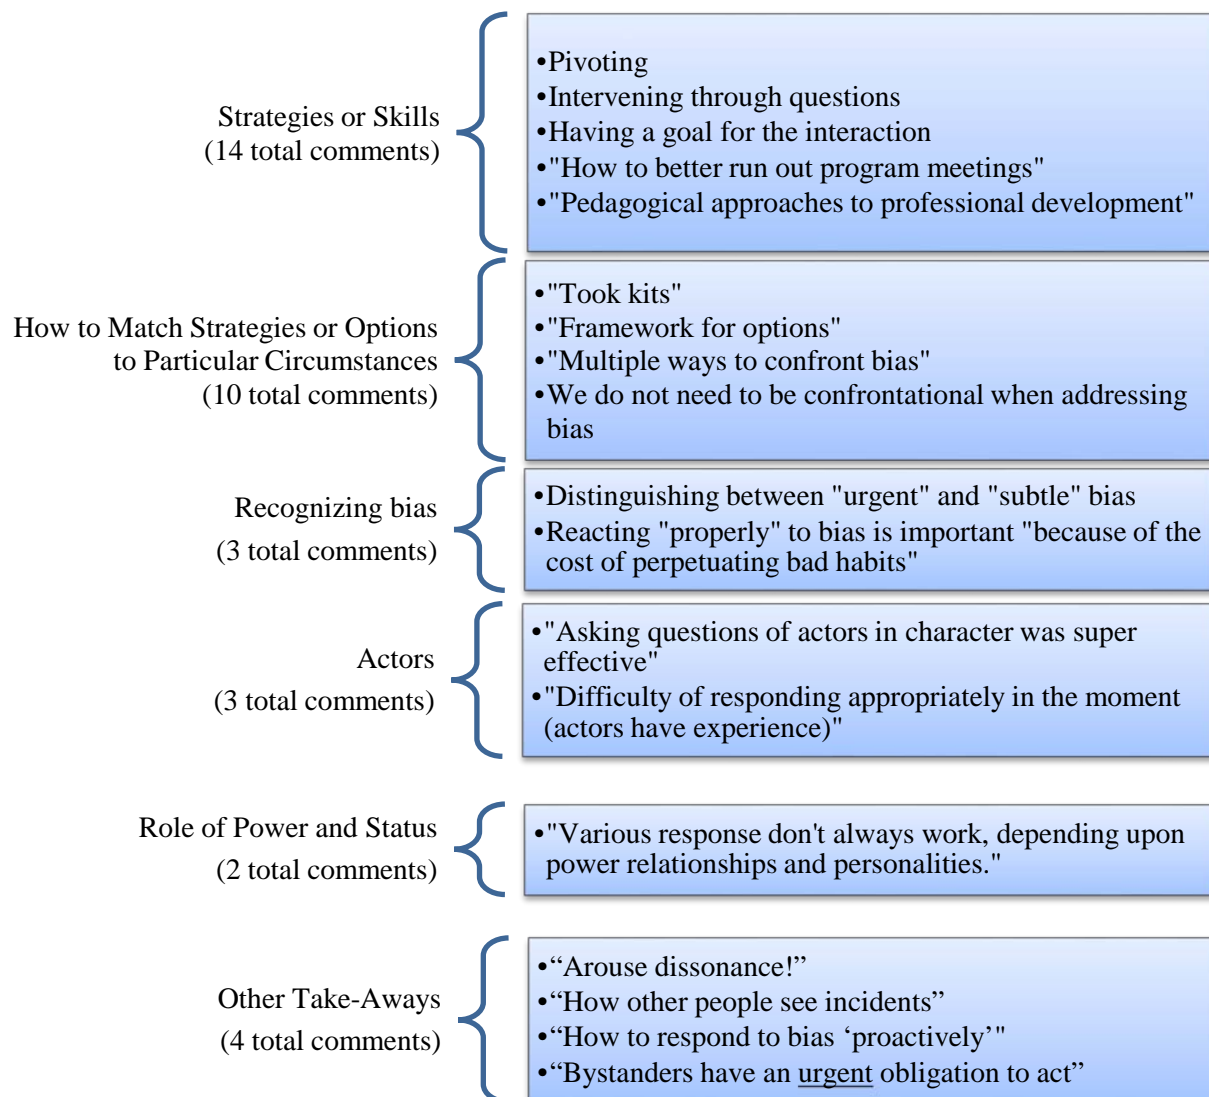 Strategies or Skills
(14 total comments)
•Pivoting
•Intervening through questions
•Having a goal for the interaction
•"How to better run out program meetings"
•"Pedagogical approaches to professional development"
How to Match Strategies or Options
to Particular Circumstances
(10 total comments)
•"Took kits"
•"Framework for options"
•"Multiple ways to confront bias"
•We do not need to be confrontational when addressing
bias
Recognizing bias
(3 total comments)
•Distinguishing between "urgent" and "subtle" bias
•Reacting "properly" to bias is important "because of the
cost of perpetuating bad habits"
Actors
(3 total comments)
•"Asking questions of actors in character was super
effective"
•"Difficulty of responding appropriately in the moment
(actors have experience)"
Role of Power and Status
(2 total comments)
•"Various response don't always work, depending upon
power relationships and personalities."
Other Take-Aways
(4 total comments)
•“Arouse dissonance!”
•“How other people see incidents”
•“How to respond to bias ‘proactively’"
•“Bystanders have an urgent obligation to act”